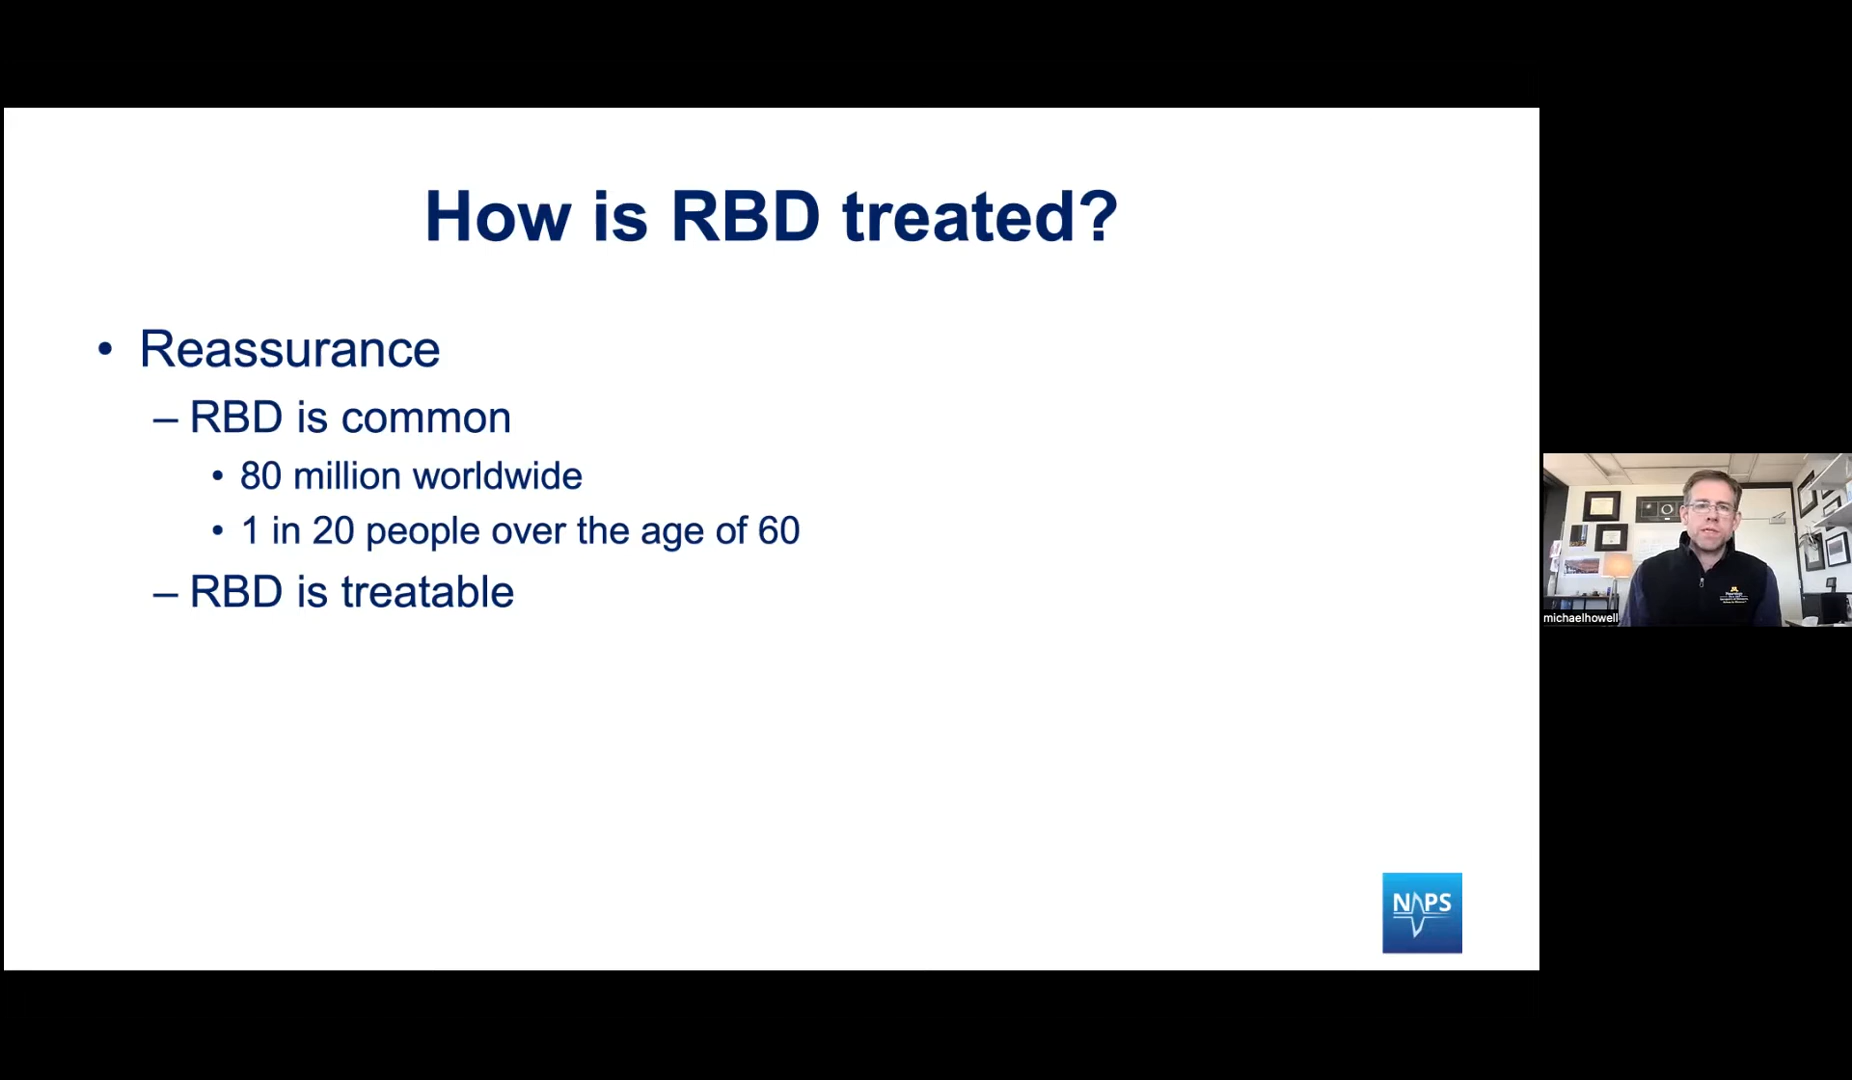 How is RBD treated?
• Reassurance
– RBD is common
• 80 million worldwide
• 1 in 20 people over the age of 60
– RBD is treatable
michaelhowell
NAPS